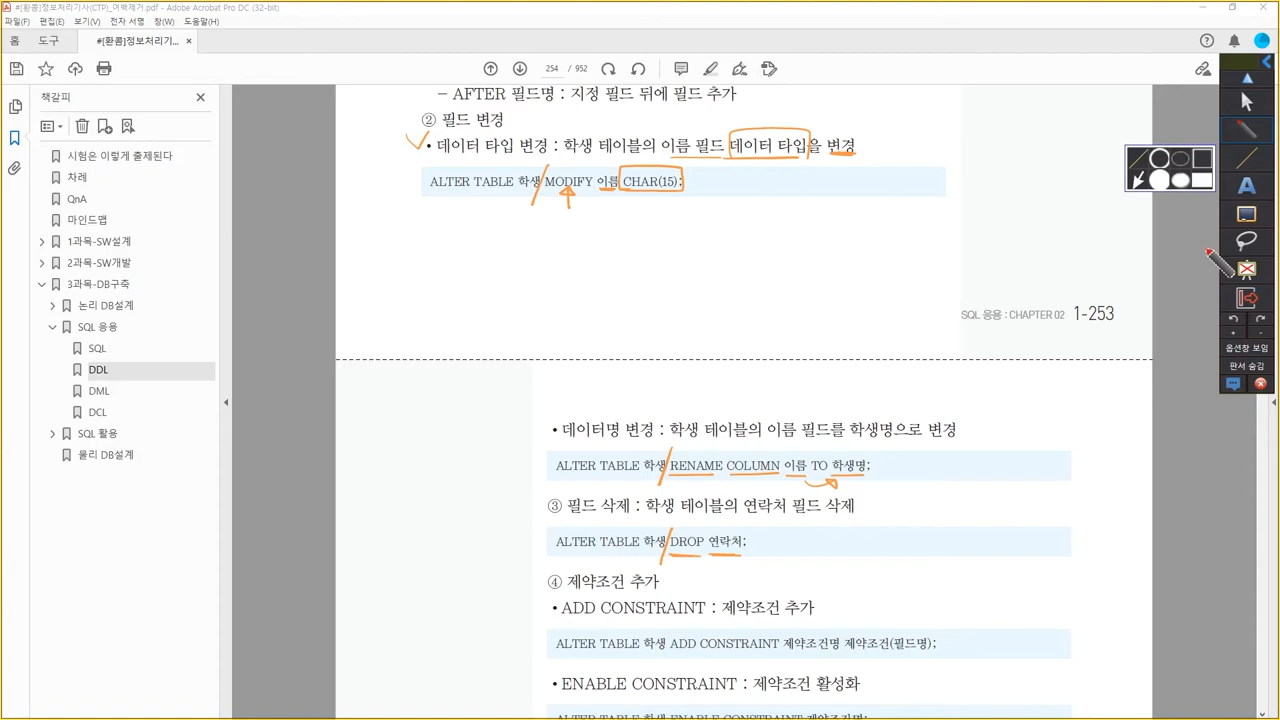 #[환콤]정보처리기사(CTP)_여백제거.pdf - Adobe Acrobat Pro DC (32-bit)
파일(F) 편집(E) 보기(V) 전자 서명 창(W) 도움말(H)
홈 도구 #[환콤]정보처리기... ×
254 / 952
책갈피
시험은 이렇게 출제된다
차례
QnA
마인드맵
1과목-SW설계
2과목-SW개발
3과목-DB구축
논리 DB설계
SQL 응용
SQL
DDL
DML
DCL
SQL 활용
물리 DB설계
– AFTER 필드명 : 지정 필드 뒤에 필드 추가
② 필드 변경
• 데이터 타입 변경 : 학생 테이블의 이름 필드 데이터 타입을 변경
ALTER TABLE 학생 MODIFY 이름 CHAR(15);
SQL 응용 : CHAPTER 02 1-253
• 데이터명 변경 : 학생 테이블의 이름 필드를 학생명으로 변경
ALTER TABLE 학생 RENAME COLUMN 이름 TO 학생명;
③ 필드 삭제 : 학생 테이블의 연락처 필드 삭제
ALTER TABLE 학생 DROP 연락처;
④ 제약조건 추가
• ADD CONSTRAINT : 제약조건 추가
ALTER TABLE 학생 ADD CONSTRAINT 제약조건명 제약조건(필드명);
• ENABLE CONSTRAINT : 제약조건 활성화
ALTER TABLE 학생 ENABLE CONSTRAINT 제약조건명;
옵션창 보임
판서 숨김